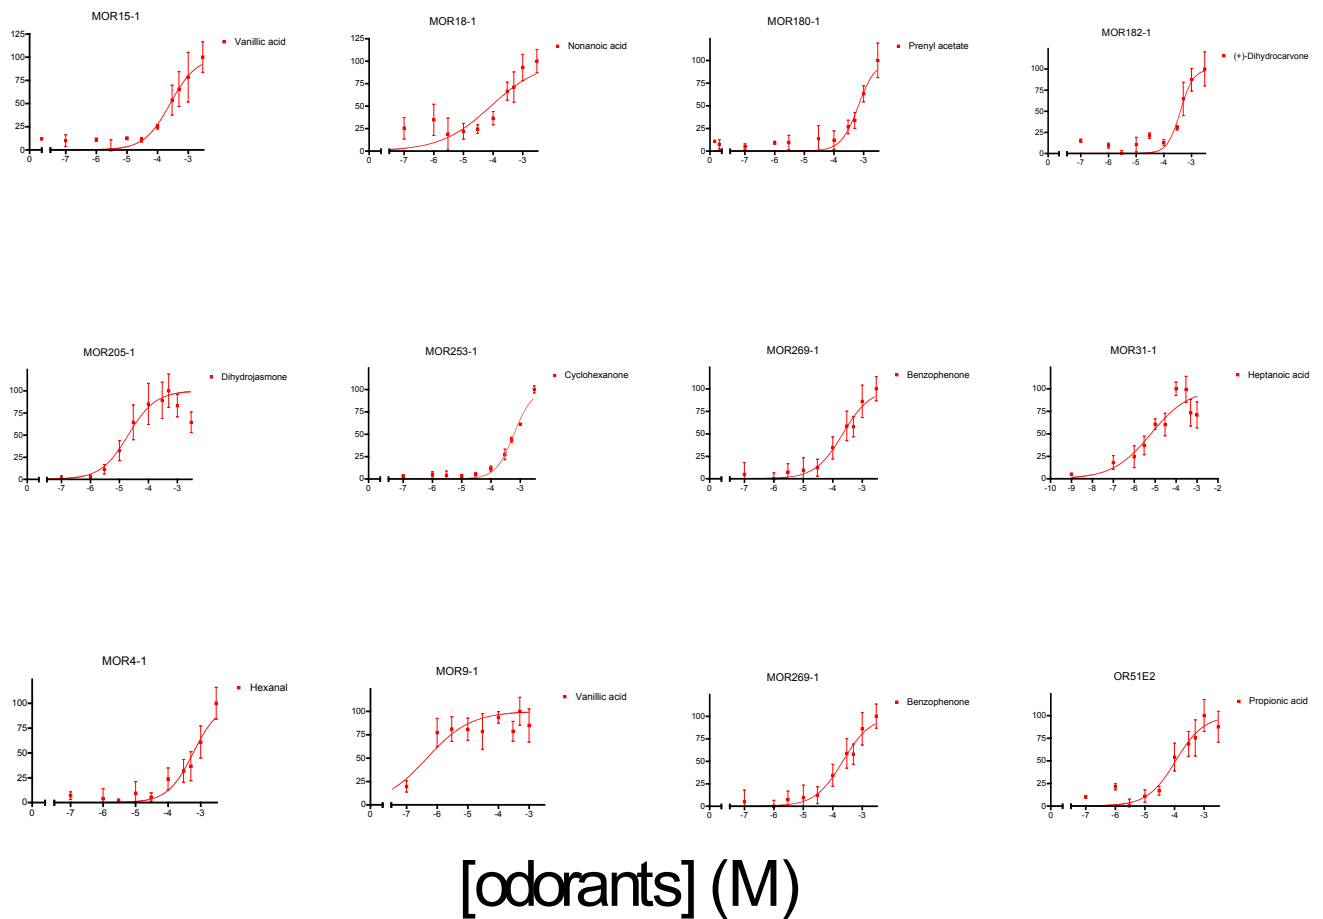 MOR15-1
Vanillic acid
125
100
75
50
25
0
0 -7 -6 -5 -4 -3
MOR18-1
Nonanoic acid
125
100
75
50
25
0
0 -7 -6 -5 -4 -3
MOR180-1
Prenyl acetate
100
75
50
25
0
0 -7 -6 -5 -4 -3
MOR182-1
(+)-Dihydrocarvone
100
75
50
25
0
0 -7 -6 -5 -4 -3
MOR205-1
Dihydrojasmone
100
75
50
25
0
0 -7 -6 -5 -4 -3
MOR253-1
Cyclohexanone
100
75
50
25
0
0 -7 -6 -5 -4 -3
MOR269-1
Benzophenone
100
75
50
25
0
0 -7 -6 -5 -4 -3
MOR31-1
Heptanoic acid
100
75
50
25
0
-10 -9 -8 -7 -6 -5 -4 -3 -2
MOR4-1
Hexanal
100
75
50
25
0
0 -7 -6 -5 -4 -3
MOR9-1
Vanillic acid
100
75
50
25
0
0 -7 -6 -5 -4 -3
MOR269-1
Benzophenone
100
75
50
25
0
0 -7 -6 -5 -4 -3
OR51E2
Propionic acid
100
75
50
25
0
0 -7 -6 -5 -4 -3
[odorants] (M)